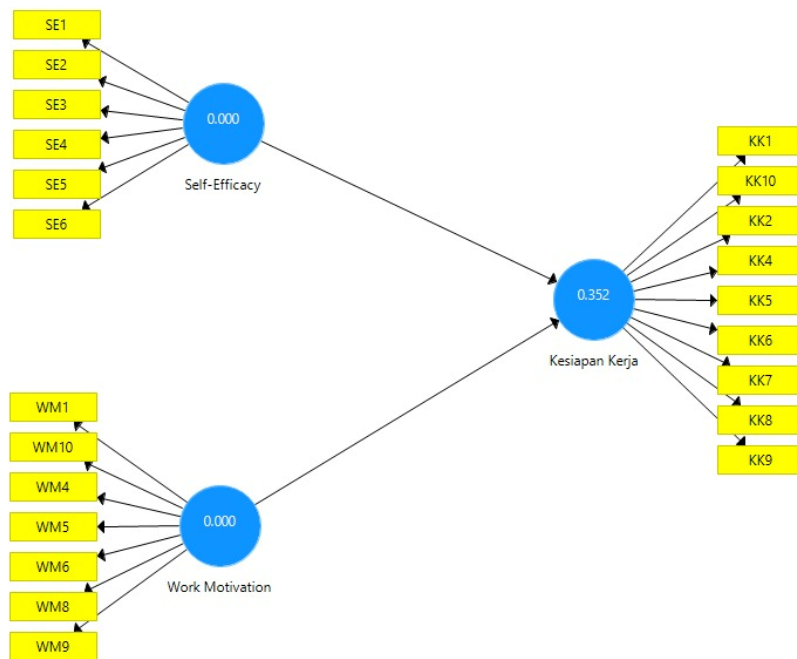 SE1
SE2
SE3
SE4
SE5
SE6
0.000
Self-Efficacy
WM1
WM10
WM4
WM5
WM6
WM8
WM9
0.000
Work Motivation
0.352
Kesiapan Kerja
KK1
KK10
KK2
KK4
KK5
KK6
KK7
KK8
KK9